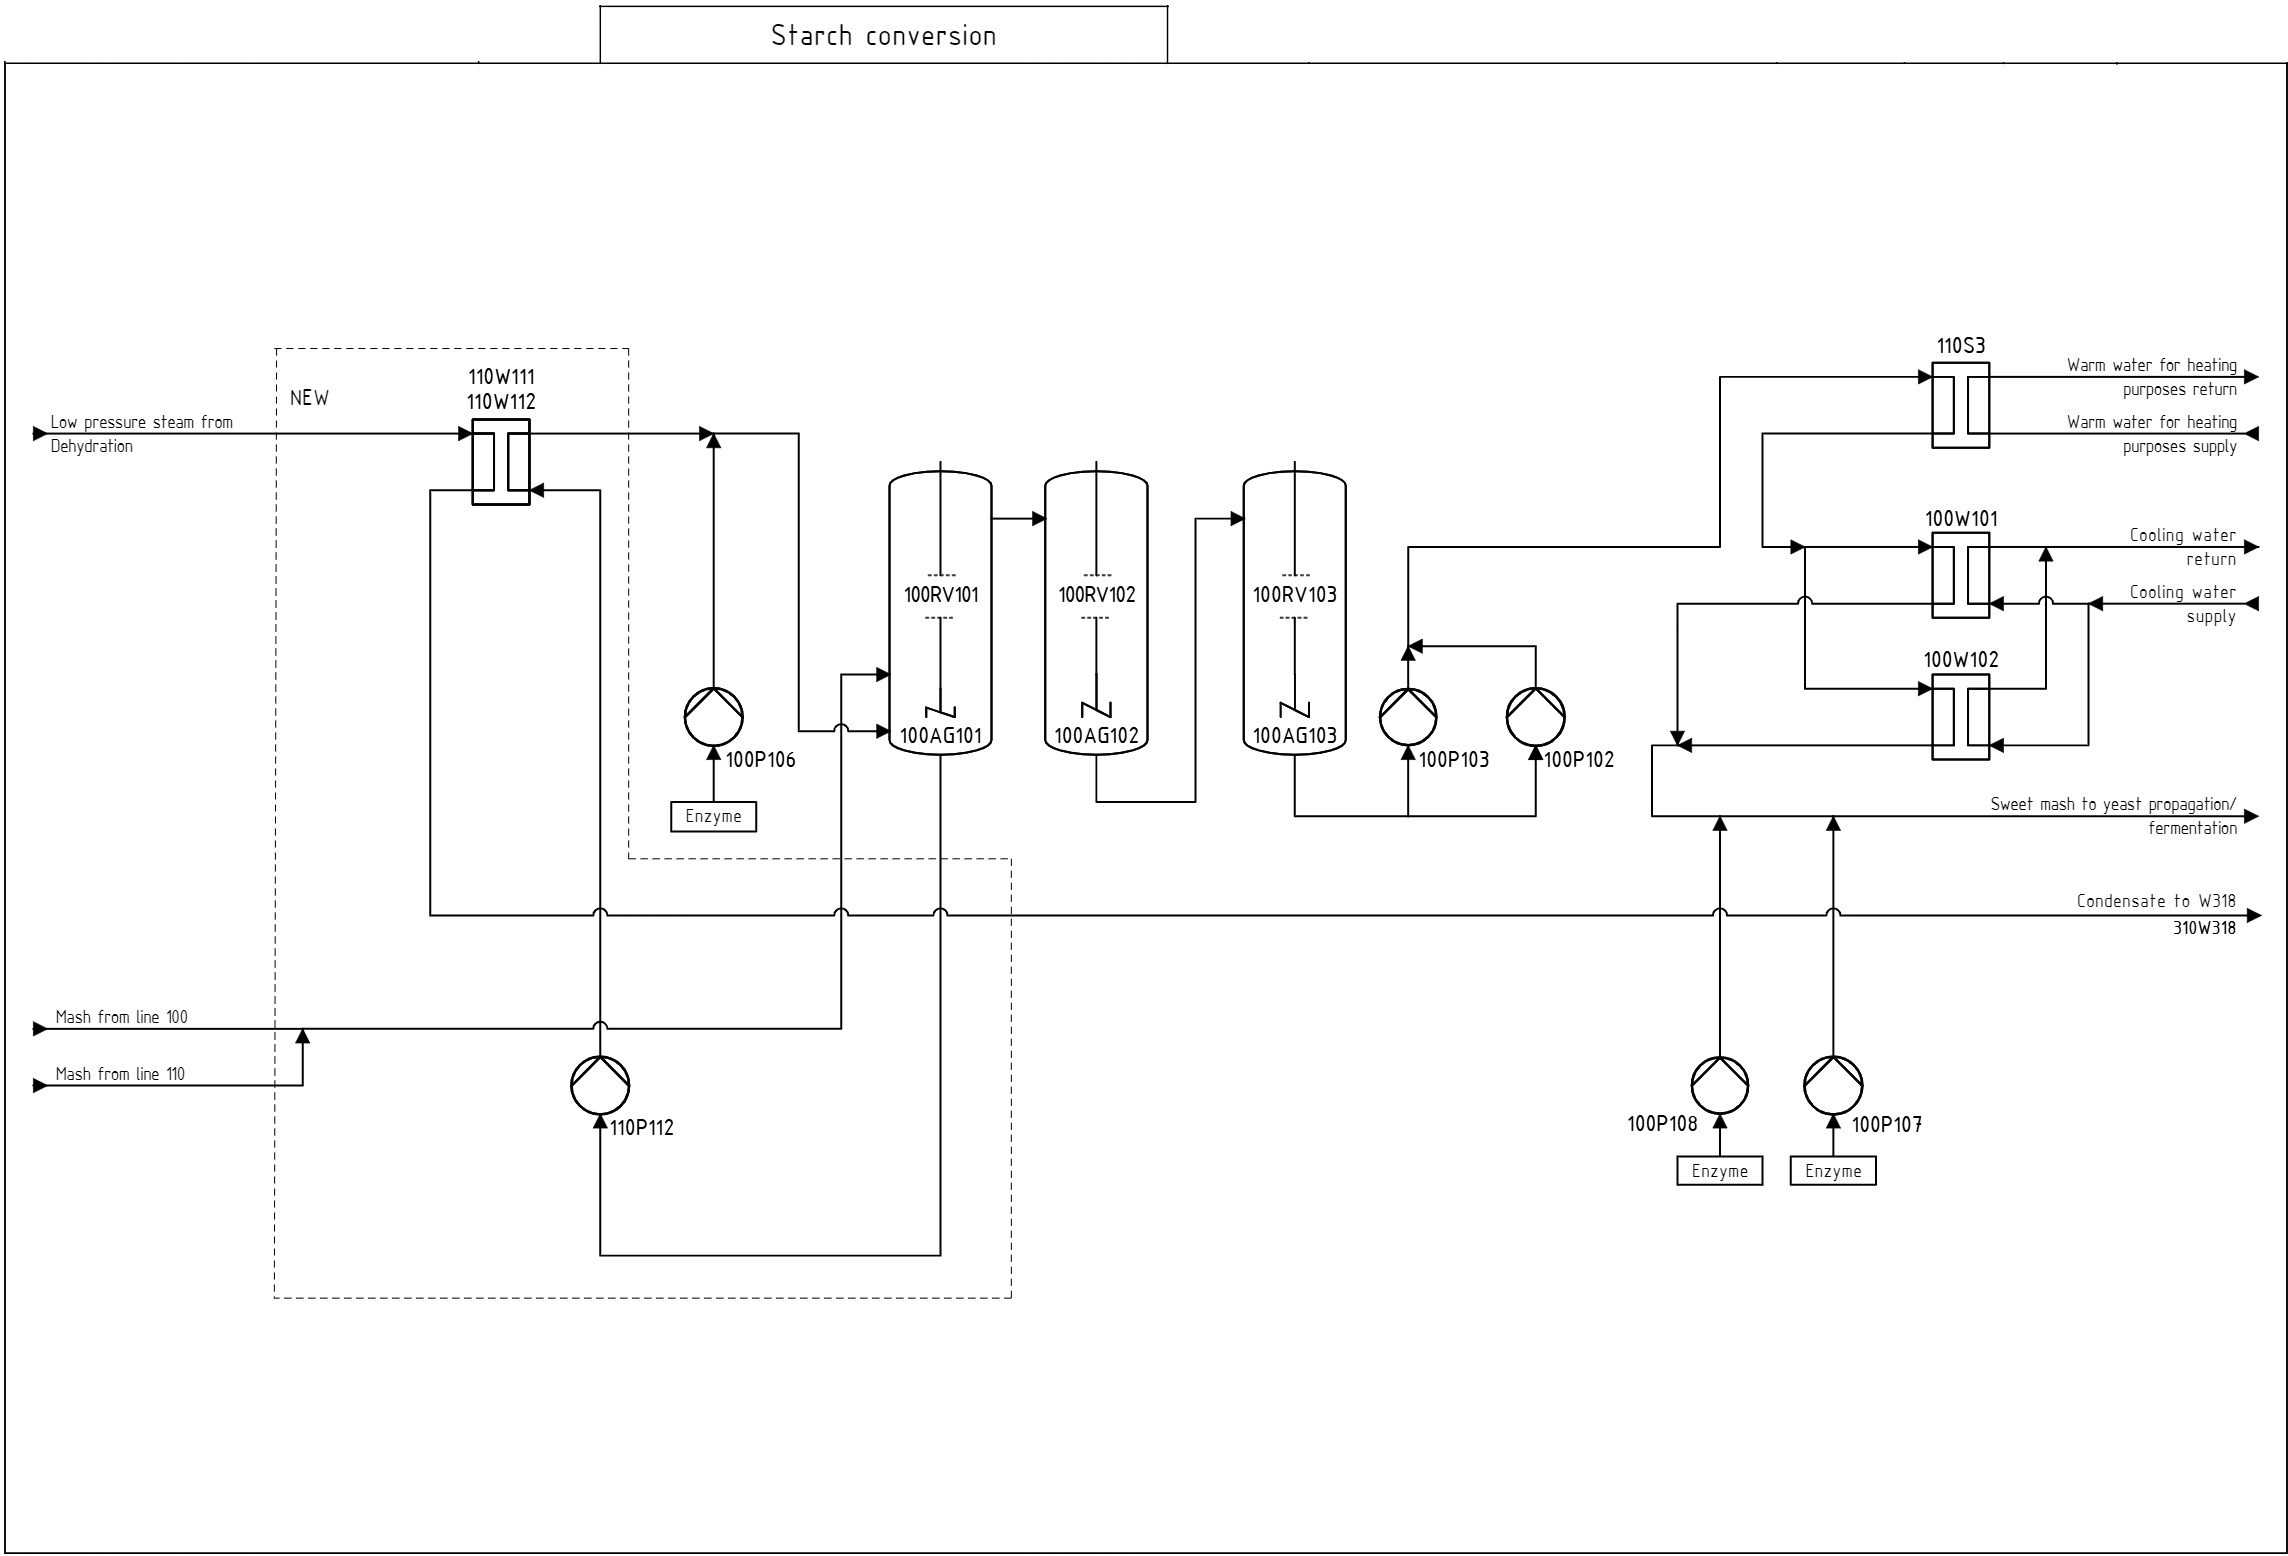 Starch conversion
NEW
110W111
110W112
Low pressure steam from
Dehydration
100P106
Enzyme
100RV101
100AG101
100RV102
100AG102
100RV103
100AG103
100P103
100P102
110S3
Warm water for heating
purposes return
Warm water for heating
purposes supply
100W101
Cooling water
return
Cooling water
supply
100W102
Sweet mash to yeast propagation/
fermentation
Condensate to W318
310W318
Mash from line 100
Mash from line 110
110P112
100P108
Enzyme
100P107
Enzyme